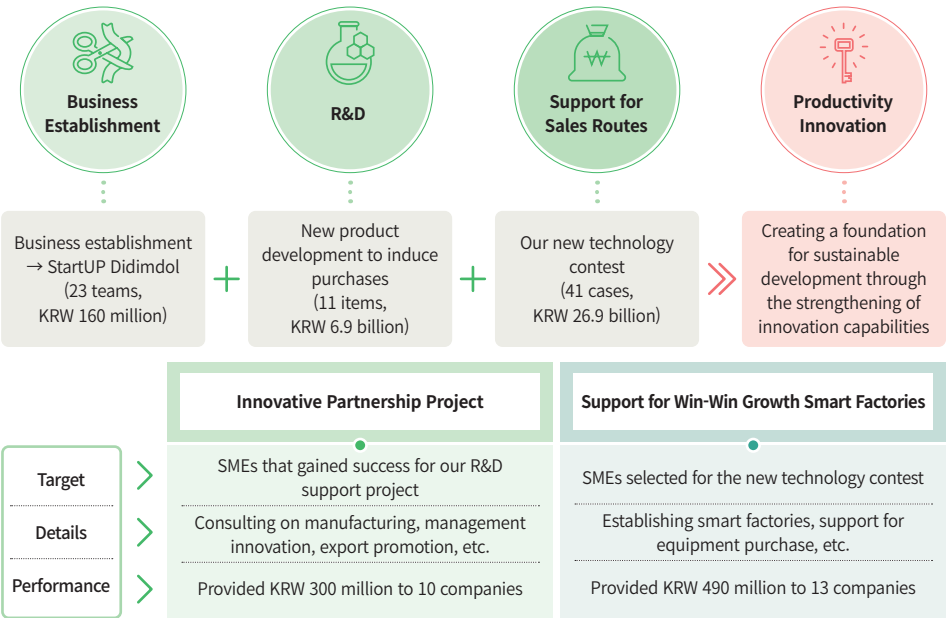 Business
Establishment
R&D
Support for
Sales Routes
Productivity
Innovation
Business establishment
→ StartUP Didimdol
(23 teams,
KRW 160 million)
+
New product
development to induce
purchases
(11 items,
KRW 6.9 billion)
+
Our new technology
contest
(41 cases,
KRW 26.9 billion)
Creating a foundation
for sustainable
development through
the strengthening of
innovation capabilities
Innovative Partnership Project
Support for Win-Win Growth Smart Factories
Target
SMEs that gained success for our R&D
support project
SMEs selected for the new technology contest
Details
Consulting on manufacturing, management
innovation, export promotion, etc.
Establishing smart factories, support for
equipment purchase, etc.
Performance
Provided KRW 300 million to 10 companies
Provided KRW 490 million to 13 companies